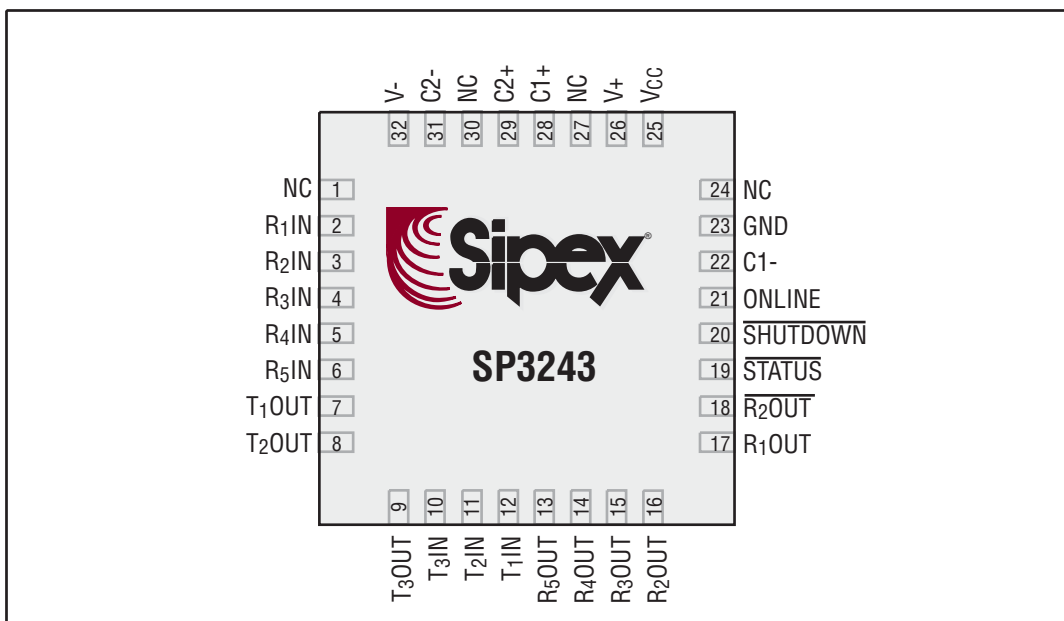 V-
C2-
NC
C2+
C1+
NC
V+
VCC
32
31
30
29
28
27
26
25
NC 1
R1IN 2
R2IN 3
R3IN 4
R4IN 5
R5IN 6
T1OUT 7
T2OUT 8
Sipex®
SP3243
24 NC
23 GND
22 C1-
21 ONLINE
20 S̅H̅U̅T̅D̅O̅W̅N̅
19 S̅T̅A̅T̅U̅S̅
18 R̅2̅O̅U̅T̅
17 R1OUT
9
10
11
12
13
14
15
16
T3OUT
T3IN
T2IN
T1IN
R5OUT
R4OUT
R3OUT
R2OUT